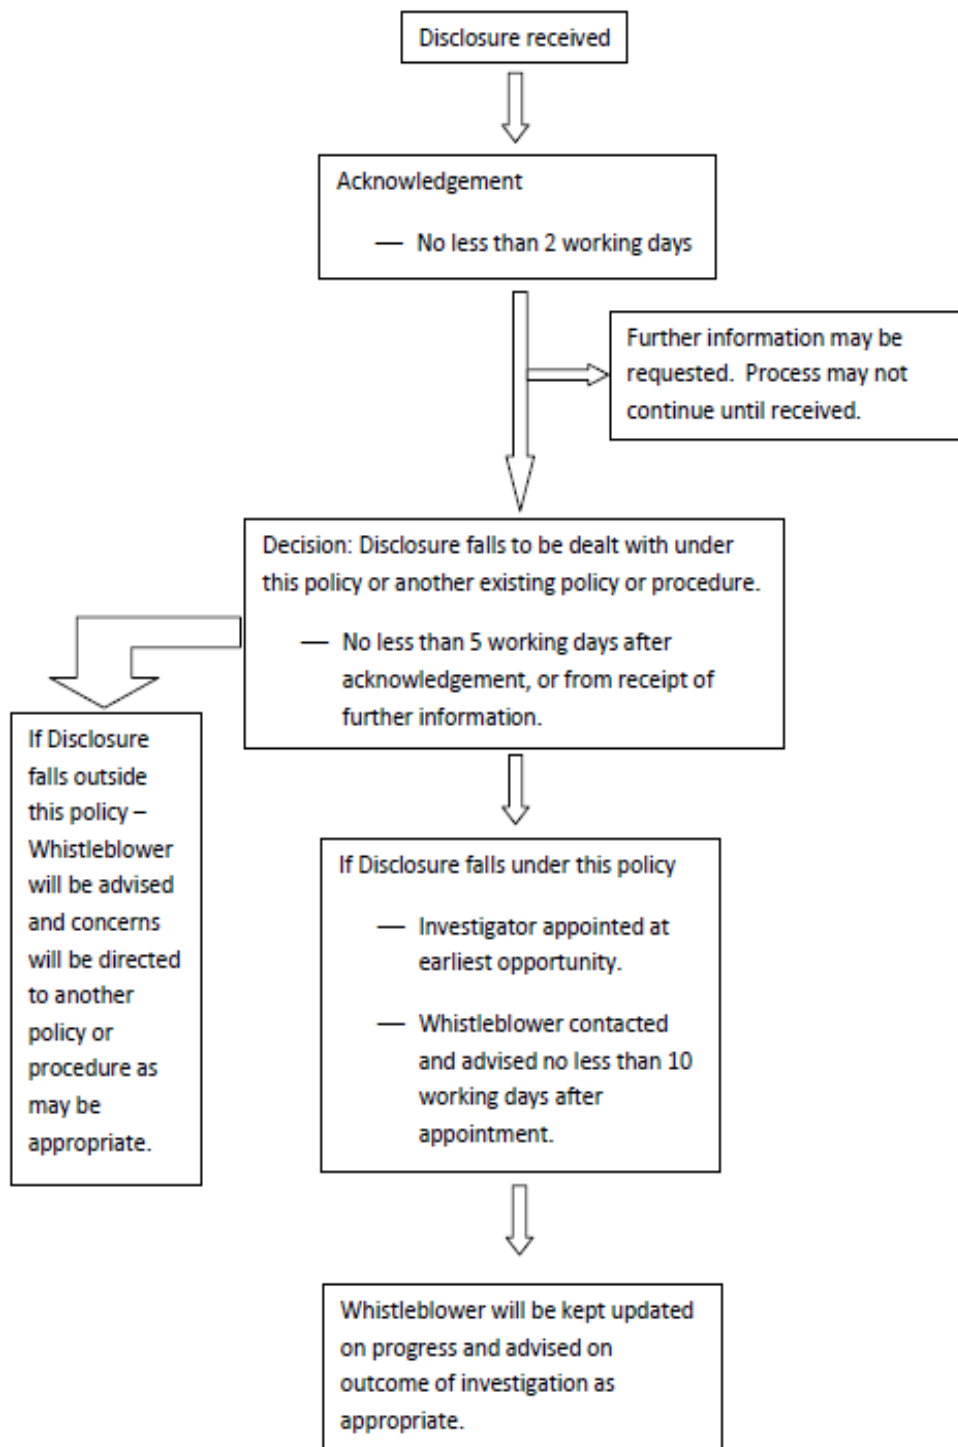 Disclosure received
Acknowledgement
— No less than 2 working days
Further information may be
requested.  Process may not
continue until received.
Decision: Disclosure falls to be dealt with under
this policy or another existing policy or procedure.
— No less than 5 working days after
acknowledgement, or from receipt of
further information.
If Disclosure
falls outside
this policy –
Whistleblower
will be advised
and concerns
will be directed
to another
policy or
procedure as
may be
appropriate.
If Disclosure falls under this policy
— Investigator appointed at
earliest opportunity.
— Whistleblower contacted
and advised no less than 10
working days after
appointment.
Whistleblower will be kept updated
on progress and advised on
outcome of investigation as
appropriate.